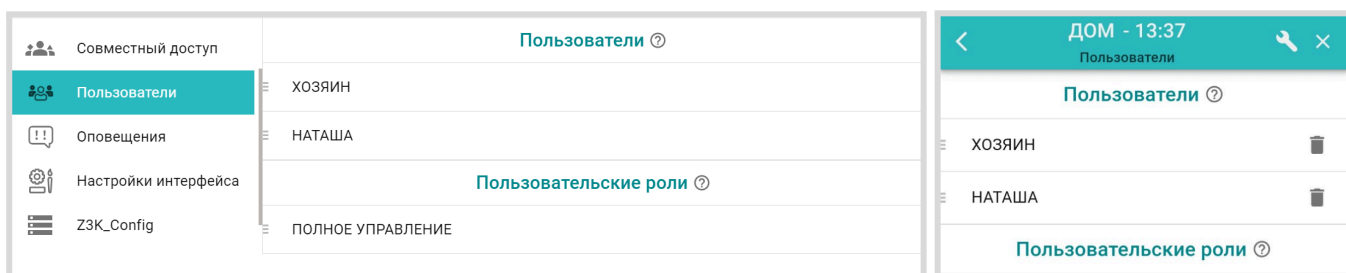 Совместный доступ
Пользователи
Оповещения
Настройки интерфейса
Z3K_Config
Пользователи ?
ХОЗЯИН
НАТАША
Пользовательские роли ?
ПОЛНОЕ УПРАВЛЕНИЕ
ДОМ - 13:37
Пользователи
Пользователи ?
ХОЗЯИН
НАТАША
Пользовательские роли ?